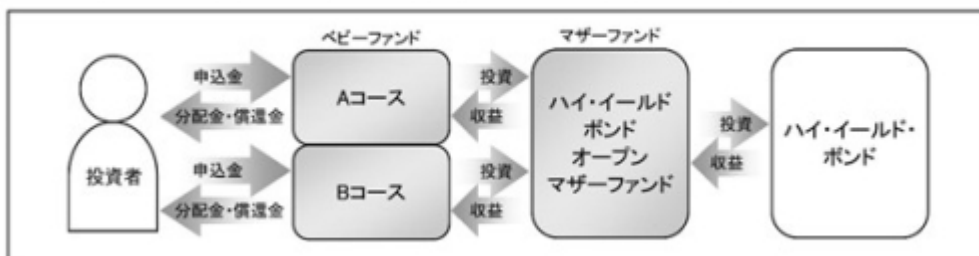 ベビーファンド
マザーファンド
申込金
分配金・償還金
申込金
分配金・償還金
投資者
Aコース
Bコース
投資
収益
投資
収益
ハイ・イールド
ボンド
オープン
マザーファンド
投資
収益
ハイ・イールド・
ボンド